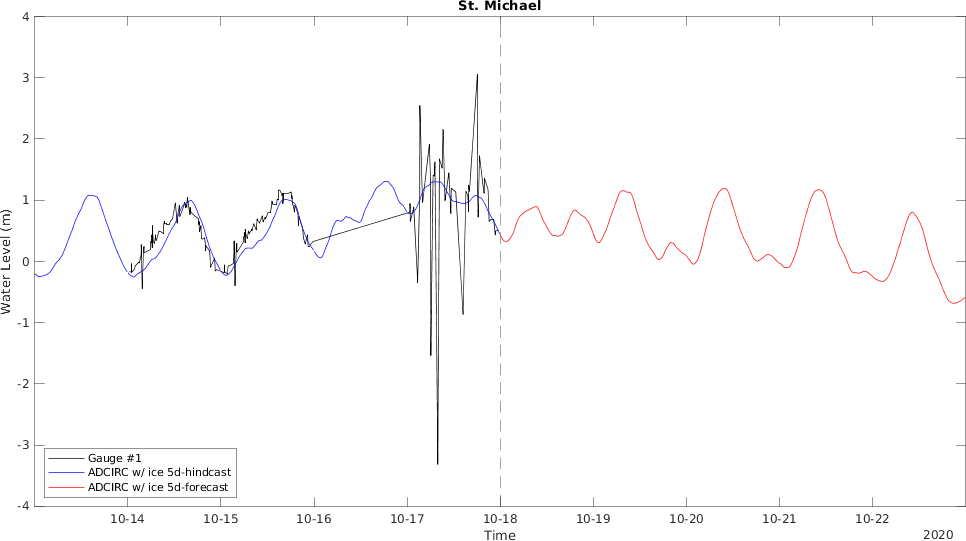 St. Michael
4
3
2
1
0
-1
-2
-3
-4
Water Level (m)
Gauge #1
ADCIRC w/ ice 5d-hindcast
ADCIRC w/ ice 5d-forecast
10-14 10-15 10-16 10-17 10-18 10-19 10-20 10-21 10-22
Time
2020